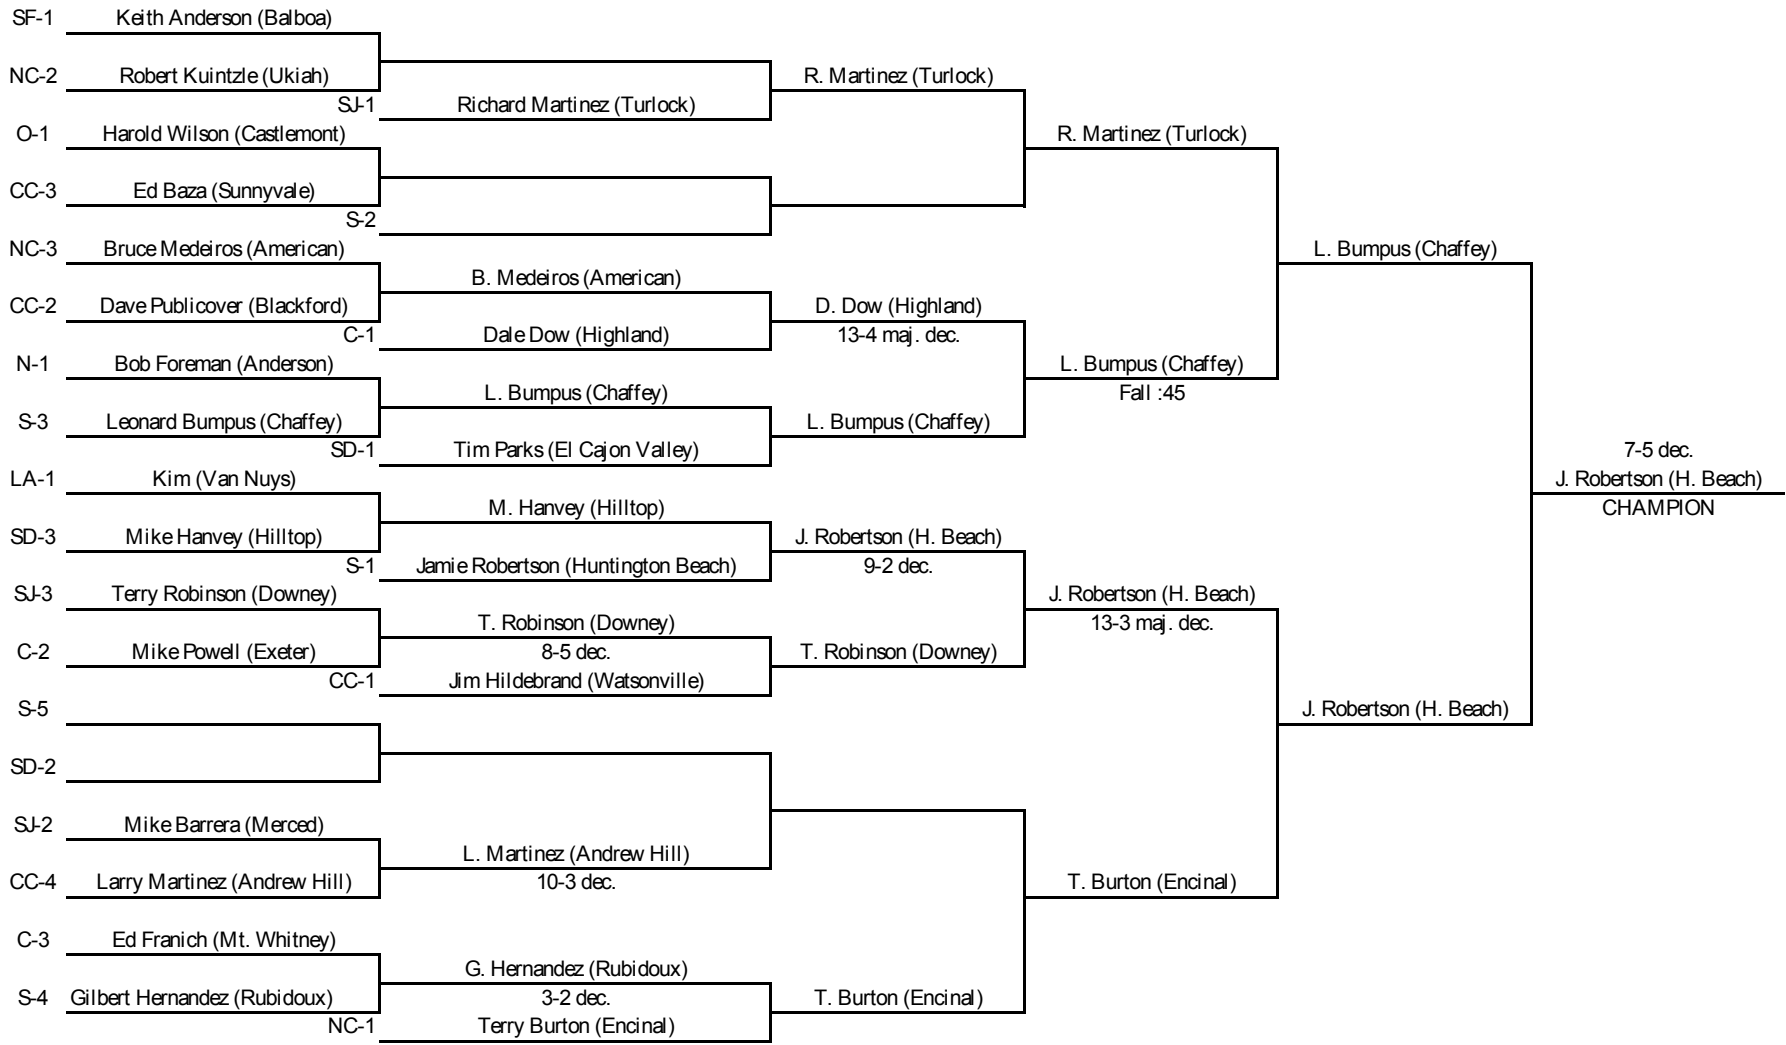 SF-1 Keith Anderson (Balboa)
NC-2 Robert Kuintzle (Ukiah) R. Martinez (Turlock)
SJ-1 Richard Martinez (Turlock)
O-1 Harold Wilson (Castlemont) R. Martinez (Turlock)
CC-3 Ed Baza (Sunnyvale)
S-2
NC-3 Bruce Medeiros (American) L. Bumpus (Chaffey)
B. Medeiros (American)
CC-2 Dave Publicover (Blackford) D. Dow (Highland)
C-1 Dale Dow (Highland) 13-4 maj. dec.
N-1 Bob Foreman (Anderson) L. Bumpus (Chaffey)
L. Bumpus (Chaffey) Fall :45
S-3 Leonard Bumpus (Chaffey) L. Bumpus (Chaffey)
SD-1 Tim Parks (El Cajon Valley) 7-5 dec.
LA-1 Kim (Van Nuys) J. Robertson (H. Beach)
M. Hanvey (Hilltop) CHAMPION
SD-3 Mike Hanvey (Hilltop) J. Robertson (H. Beach)
S-1 Jamie Robertson (Huntington Beach) 9-2 dec.
SJ-3 Terry Robinson (Downey) J. Robertson (H. Beach)
T. Robinson (Downey) 13-3 maj. dec.
C-2 Mike Powell (Exeter) 8-5 dec. T. Robinson (Downey)
CC-1 Jim Hildebrand (Watsonville)
S-5 J. Robertson (H. Beach)
SD-2
SJ-2 Mike Barrera (Merced)
L. Martinez (Andrew Hill)
CC-4 Larry Martinez (Andrew Hill) 10-3 dec. T. Burton (Encinal)
C-3 Ed Franich (Mt. Whitney)
G. Hernandez (Rubidoux)
S-4 Gilbert Hernandez (Rubidoux) 3-2 dec. T. Burton (Encinal)
NC-1 Terry Burton (Encinal)